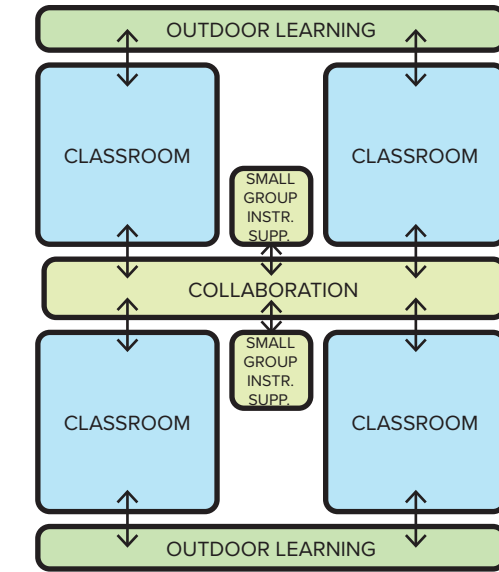 OUTDOOR LEARNING
CLASSROOM
CLASSROOM
SMALL
GROUP
INSTR.
SUPP.
COLLABORATION
SMALL
GROUP
INSTR.
SUPP.
CLASSROOM
CLASSROOM
OUTDOOR LEARNING